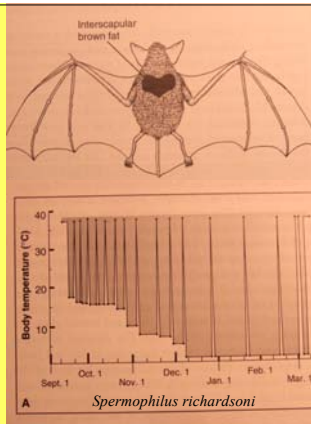 Interscapular
brown fat
Body temperature (°C)
40
30
20
10
Sept. 1
Oct. 1
Nov. 1
Dec. 1
Jan. 1
Feb. 1
Mar. 1
A
Spermophilus richardsoni